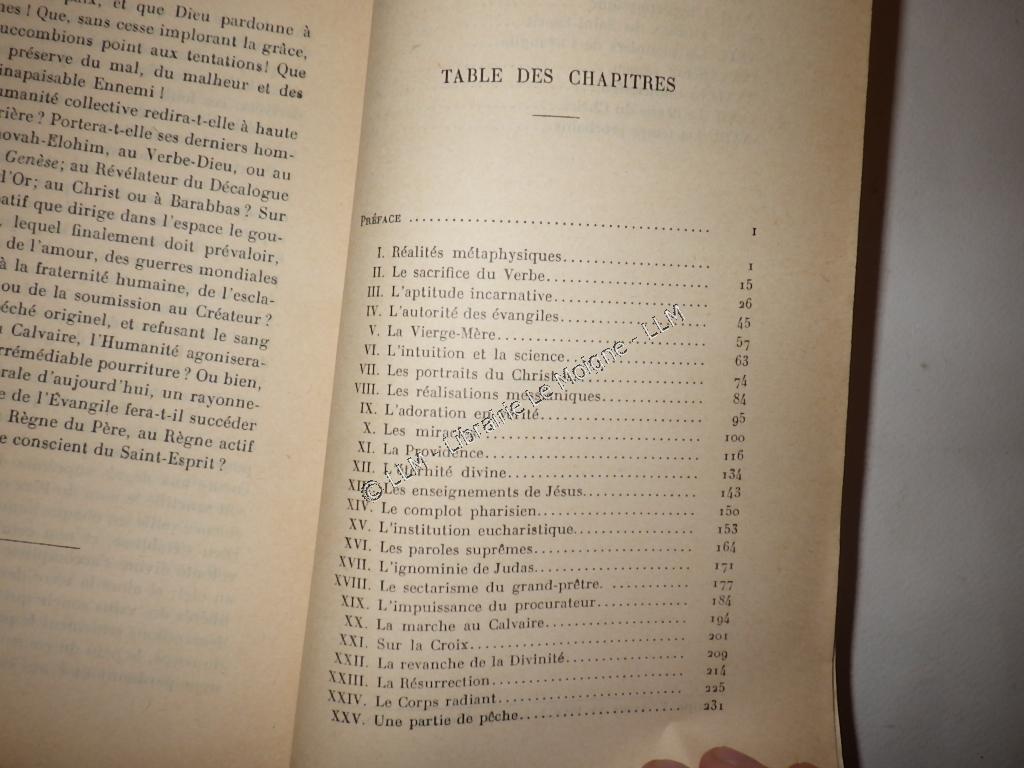 et que Dieu pardonne à
! Que, sans cesse implorant la grâce,
uccombions point aux tentations! Que
préserve du mal, du malheur et des
inapaisable Ennemi!
umanité collective redira-t-elle à haute
rière? Portera-t-elle ses derniers hom-
novah-Elohim, au Verbe-Dieu, ou au
Genèse; au Révélateur du Décalogue
d'Or; au Christ ou à Barabbas? Sur
atif que dirige dans l'espace le gou-
, lequel finalement doit prévaloir,
de l'amour, des guerres mondiales
à la fraternité humaine, de l'escla-
ou de la soumission au Créateur?
éché originel, et refusant le sang
u Calvaire, l'Humanité agonisera-
rrémédiable pourriture? Ou bien,
rale d'aujourd'hui, un rayonne-
e de l'Évangile fera-t-il succéder
Règne du Père, au Règne actif
e conscient du Saint-Esprit?
TABLE DES CHAPITRES
PRÉFACE .......... I
I. Réalités métaphysiques.......... 1
II. Le sacrifice du Verbe.......... 15
III. L'aptitude incarnative.......... 26
IV. L'autorité des évangiles.......... 45
V. La Vierge-Mère.......... 57
VI. L'intuition et la science.......... 63
VII. Les portraits du Christ.......... 74
VIII. Les réalisations messianiques.......... 84
IX. L'adoration en vérité.......... 95
X. Les miracles.......... 100
XI. La Providence.......... 116
XII. L'éternité divine.......... 134
XIII. Les enseignements de Jésus.......... 143
XIV. Le complot pharisien.......... 150
XV. L'institution eucharistique.......... 153
XVI. Les paroles suprêmes.......... 164
XVII. L'ignominie de Judas.......... 171
XVIII. Le sectarisme du grand-prêtre. .......... 177
XIX. L'impuissance du procurateur.......... 184
XX. La marche au Calvaire.......... 194
XXI. Sur la Croix.......... 201
XXII. La revanche de la Divinité.......... 209
XXIII. La Résurrection.......... 214
XXIV. Le Corps radiant.......... 225
XXV. Une partie de pêche.......... 231
© LLM - Librairie Le Moigne - LLM